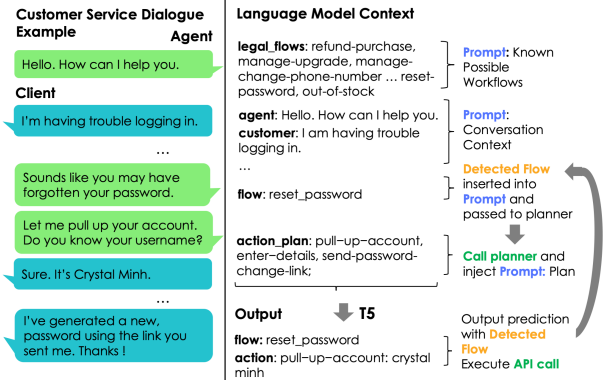 Customer Service Dialogue
Example
Agent
Hello. How can I help you.
Client
I'm having trouble logging in.
...
Sounds like you may have
forgotten your password.
Let me pull up your account.
Do you know your username?
Sure. It's Crystal Minh.
...
I've generated a new,
password using the link you
sent me. Thanks !
Language Model Context
legal_flows: refund-purchase,
manage-upgrade, manage-
change-phone-number ... reset-
password, out-of-stock
Prompt: Known
Possible
Workflows
agent: Hello. How can I help you.
customer: I am having trouble
logging in.
...
Prompt:
Conversation
Context
flow: reset_password
Detected Flow
inserted into
Prompt and
passed to planner
action_plan: pull-up-account,
enter-details, send-password-
change-link;
Call planner and
inject Prompt: Plan
Output
T5
flow: reset_password
action: pull-up-account: crystal
minh
Output prediction
with Detected
Flow
Execute API call